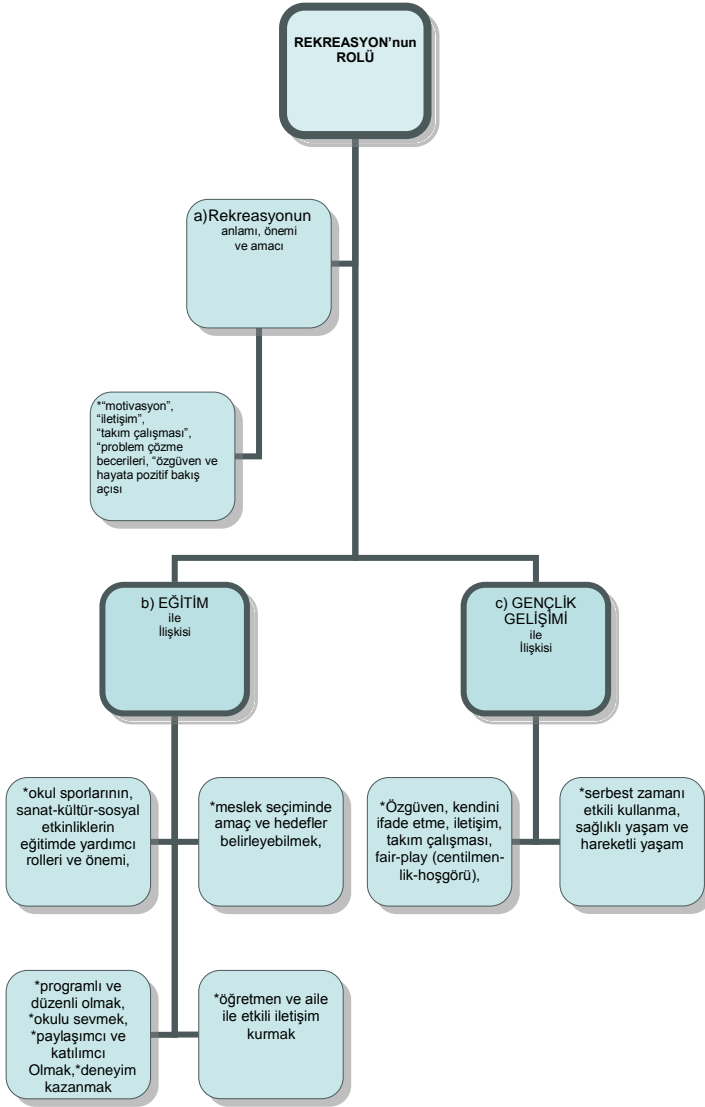 REKREASYON’nun
ROLÜ
a)Rekreasyonun
anlamı, önemi
ve amacı
*“motivasyon”,
“iletişim”,
“takım çalışması”,
“problem çözme
becerileri, “özgüven ve
hayata pozitif bakış
açısı
b) EĞİTİM
ile
İlişkisi
c) GENÇLİK
GELİŞİMİ
ile
İlişkisi
*okul sporlarının,
sanat-kültür-sosyal
etkinliklerin
eğitimde yardımcı
rolleri ve önemi,
*meslek seçiminde
amaç ve hedefler
belirleyebilmek,
*Özgüven, kendini
ifade etme, iletişim,
takım çalışması,
fair-play (centilmen-
lik-hoşgörü),
*serbest zamanı
etkili kullanma,
sağlıklı yaşam ve
hareketli yaşam
*programlı ve
düzenli olmak,
*okulu sevmek,
*paylaşımcı ve
katılımcı
Olmak,*deneyim
kazanmak
*öğretmen ve aile
ile etkili iletişim
kurmak